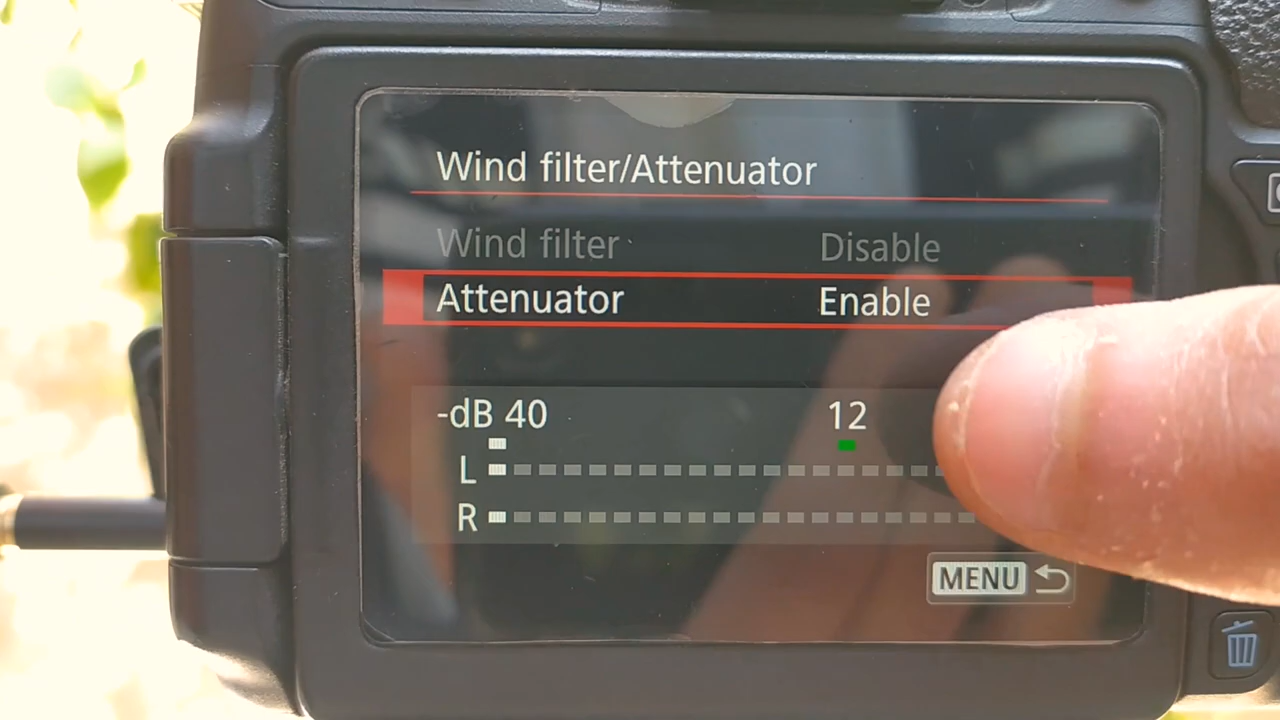 Wind filter/Attenuator
Wind filter Disable
Attenuator Enable
-dB 40 12
L
R
MENU